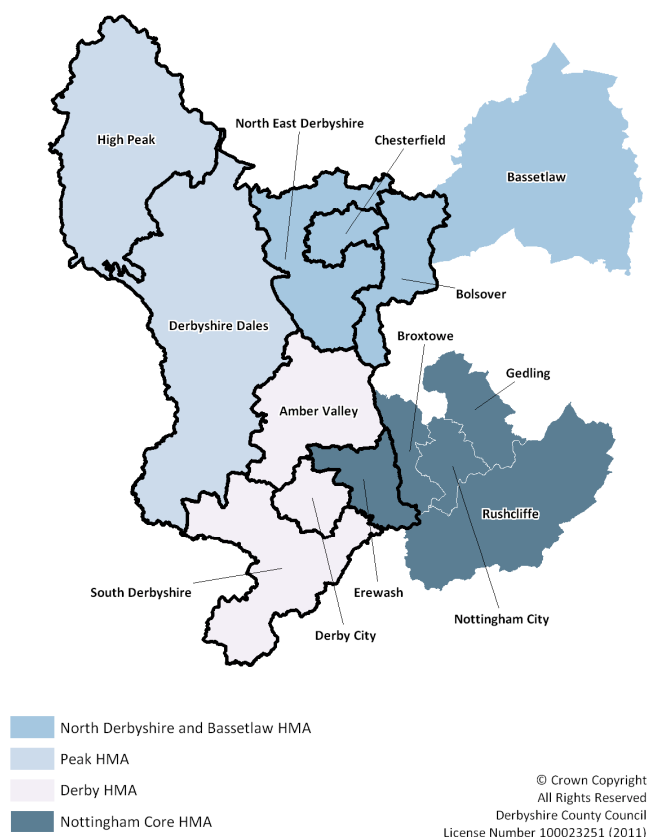 High Peak
North East Derbyshire
Chesterfield
Bassetlaw
Bolsover
Derbyshire Dales
Broxtowe
Gedling
Amber Valley
Rushcliffe
South Derbyshire
Erewash
Nottingham City
Derby City
North Derbyshire and Bassetlaw HMA
Peak HMA
Derby HMA
Nottingham Core HMA
© Crown Copyright
All Rights Reserved
Derbyshire County Council
License Number 100023251 (2011)